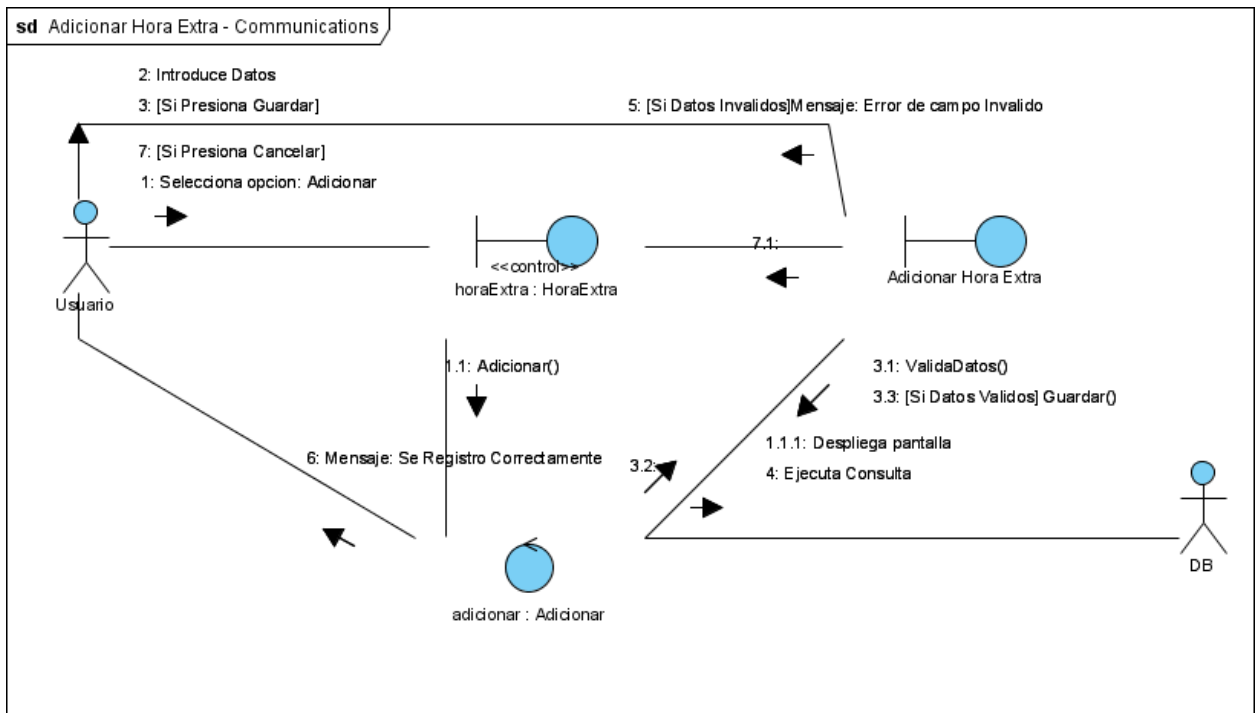 sd Adicionar Hora Extra - Communications
2: Introduce Datos
3: [Si Presiona Guardar]
5: [Si Datos Invalidos]Mensaje: Error de campo Invalido
7: [Si Presiona Cancelar]
1: Selecciona opcion: Adicionar
7.1:
<<control>>
horaExtra : HoraExtra
Adicionar Hora Extra
Usuario
1.1: Adicionar()
3.1: ValidaDatos()
3.3: [Si Datos Validos] Guardar()
1.1.1: Despliega pantalla
6: Mensaje: Se Registro Correctamente
3.2:
4: Ejecuta Consulta
DB
adicionar : Adicionar